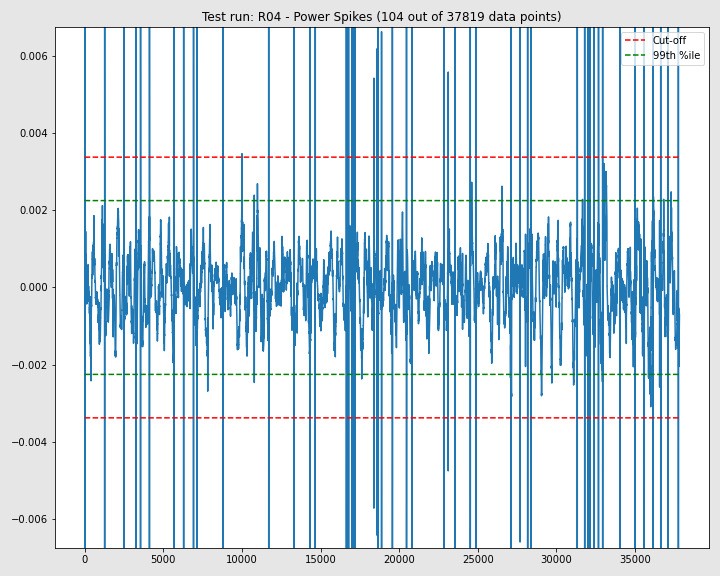 Test run: R04 - Power Spikes (104 out of 37819 data points)
Cut-off
99th %ile
0.006
0.004
0.002
0.000
−0.002
−0.004
−0.006
0 5000 10000 15000 20000 25000 30000 35000